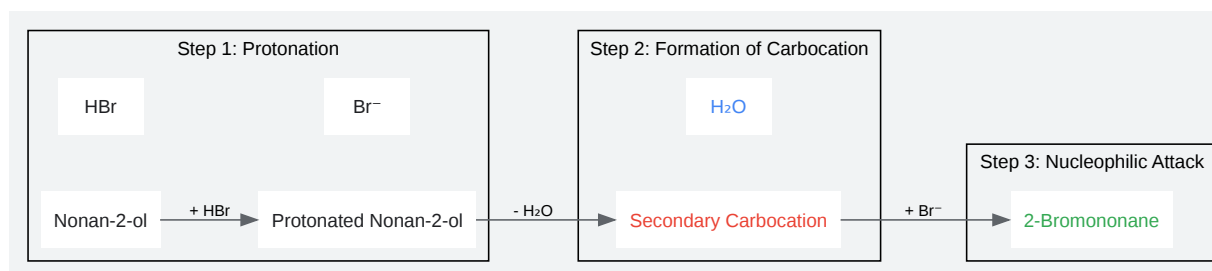 Step 1: Protonation
HBr
Br⁻
Nonan-2-ol
+ HBr
Protonated Nonan-2-ol
- H₂O
Step 2: Formation of Carbocation
H₂O
Secondary Carbocation
+ Br⁻
Step 3: Nucleophilic Attack
2-Bromononane